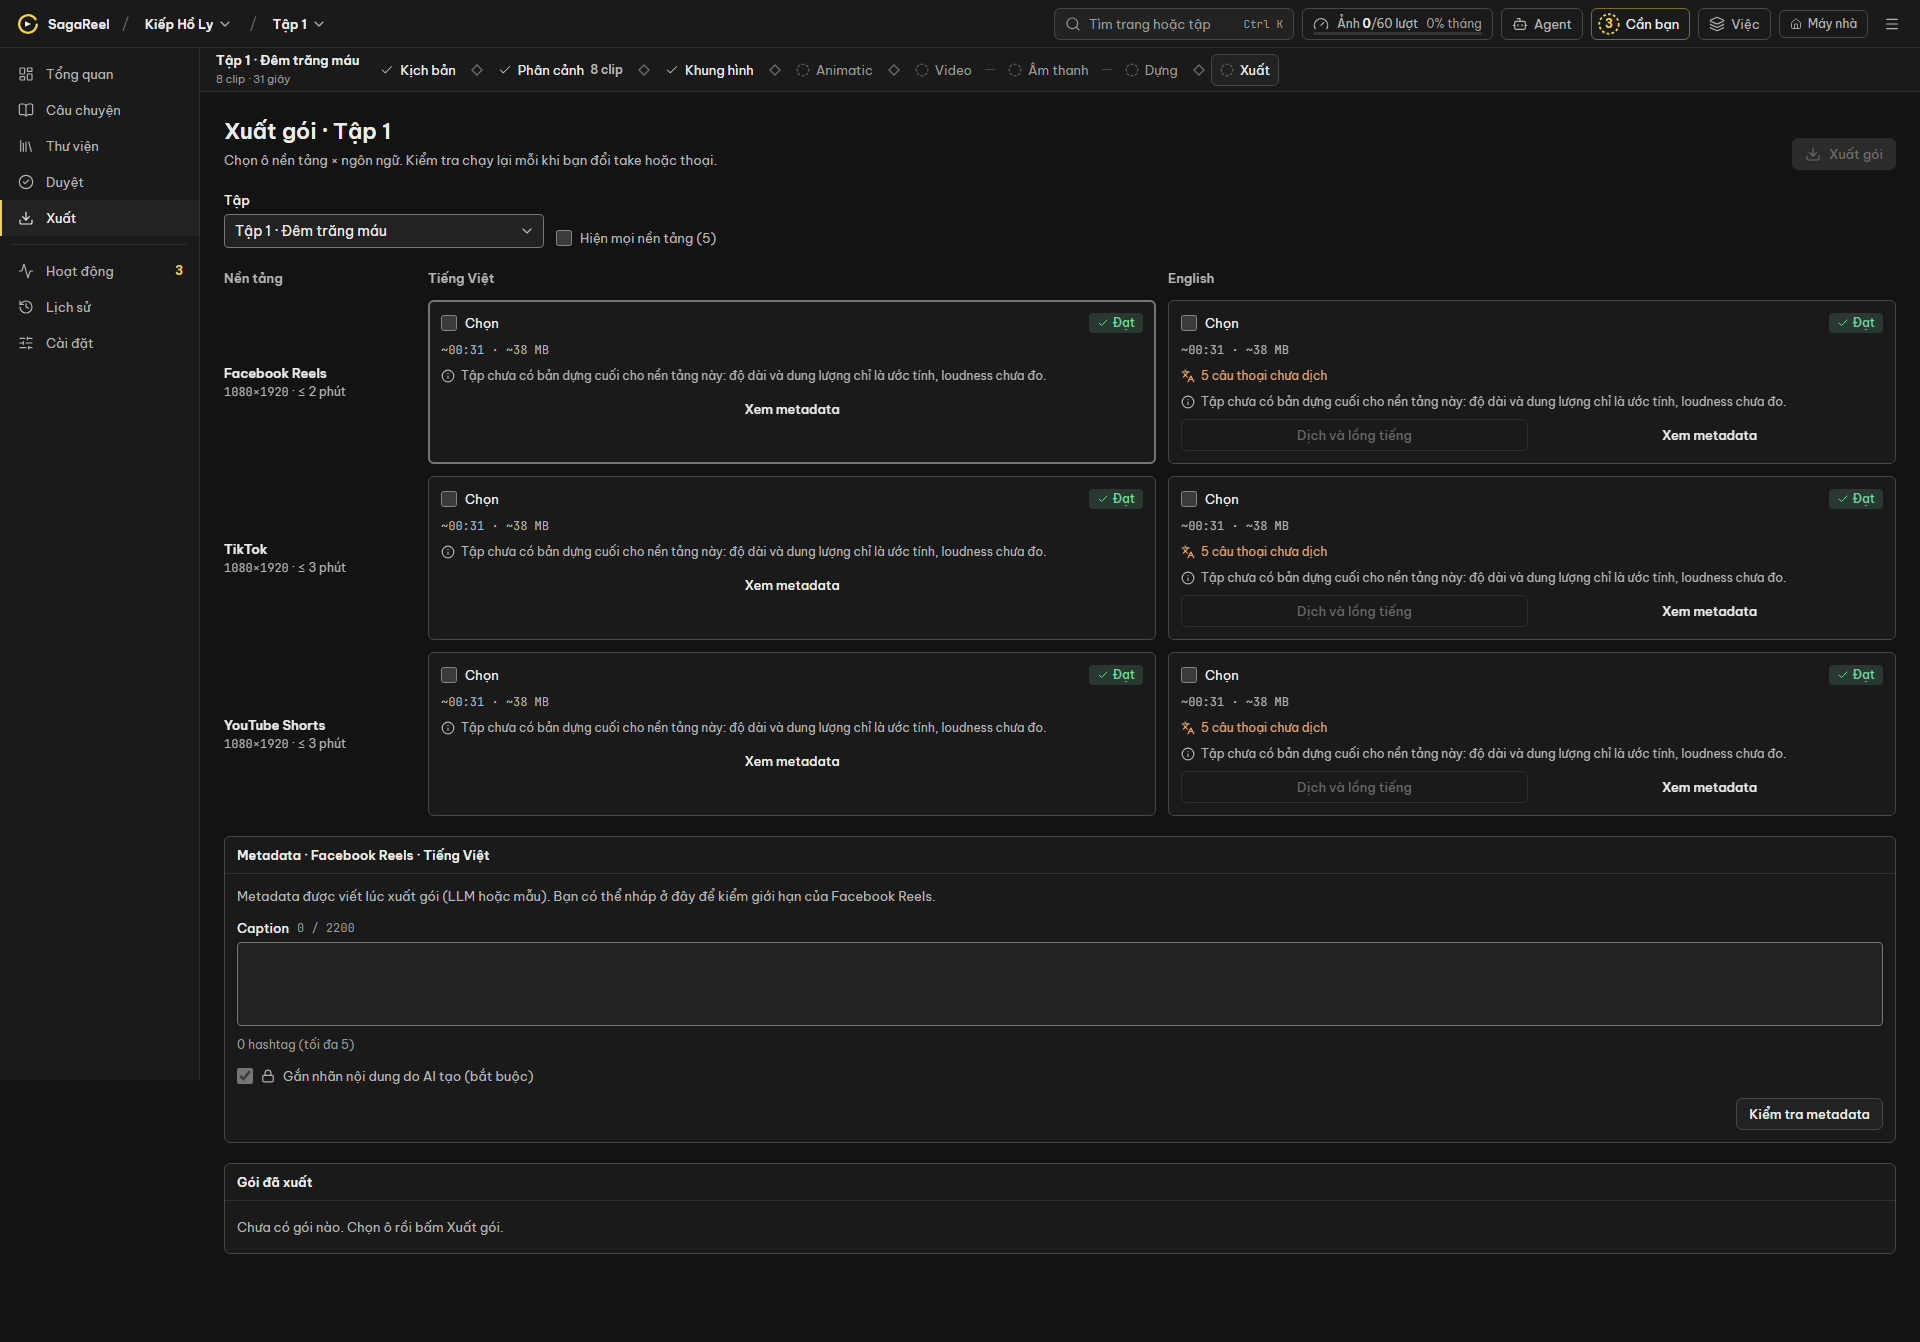 SagaReel / Kiếp Hồ Ly / Tập 1
Tìm trang hoặc tập Ctrl K
Ảnh 0/60 lượt 0% tháng
Agent
3 Cần bạn
Việc
Máy nhà
Tổng quan
Câu chuyện
Thư viện
Duyệt
Xuất
Hoạt động 3
Lịch sử
Cài đặt
Tập 1 · Đêm trăng máu
8 clip · 31 giây
Kịch bản
Phân cảnh 8 clip
Khung hình
Animatic
Video
Âm thanh
Dựng
Xuất
Xuất gói · Tập 1
Chọn ô nền tảng × ngôn ngữ. Kiểm tra chạy lại mỗi khi bạn đổi take hoặc thoại.
Xuất gói
Tập
Tập 1 · Đêm trăng máu
Hiện mọi nền tảng (5)
Nền tảng
Tiếng Việt
English
Facebook Reels
1080×1920 · ≤ 2 phút
Chọn
Đạt
~00:31 · ~38 MB
Tập chưa có bản dựng cuối cho nền tảng này: độ dài và dung lượng chỉ là ước tính, loudness chưa đo.
Xem metadata
Chọn
Đạt
~00:31 · ~38 MB
5 câu thoại chưa dịch
Tập chưa có bản dựng cuối cho nền tảng này: độ dài và dung lượng chỉ là ước tính, loudness chưa đo.
Dịch và lồng tiếng
Xem metadata
TikTok
1080×1920 · ≤ 3 phút
Chọn
Đạt
~00:31 · ~38 MB
Tập chưa có bản dựng cuối cho nền tảng này: độ dài và dung lượng chỉ là ước tính, loudness chưa đo.
Xem metadata
Chọn
Đạt
~00:31 · ~38 MB
5 câu thoại chưa dịch
Tập chưa có bản dựng cuối cho nền tảng này: độ dài và dung lượng chỉ là ước tính, loudness chưa đo.
Dịch và lồng tiếng
Xem metadata
YouTube Shorts
1080×1920 · ≤ 3 phút
Chọn
Đạt
~00:31 · ~38 MB
Tập chưa có bản dựng cuối cho nền tảng này: độ dài và dung lượng chỉ là ước tính, loudness chưa đo.
Xem metadata
Chọn
Đạt
~00:31 · ~38 MB
5 câu thoại chưa dịch
Tập chưa có bản dựng cuối cho nền tảng này: độ dài và dung lượng chỉ là ước tính, loudness chưa đo.
Dịch và lồng tiếng
Xem metadata
Metadata · Facebook Reels · Tiếng Việt
Metadata được viết lúc xuất gói (LLM hoặc mẫu). Bạn có thể nháp ở đây để kiểm giới hạn của Facebook Reels.
Caption 0 / 2200
0 hashtag (tối đa 5)
Gắn nhãn nội dung do AI tạo (bắt buộc)
Kiểm tra metadata
Gói đã xuất
Chưa có gói nào. Chọn ô rồi bấm Xuất gói.